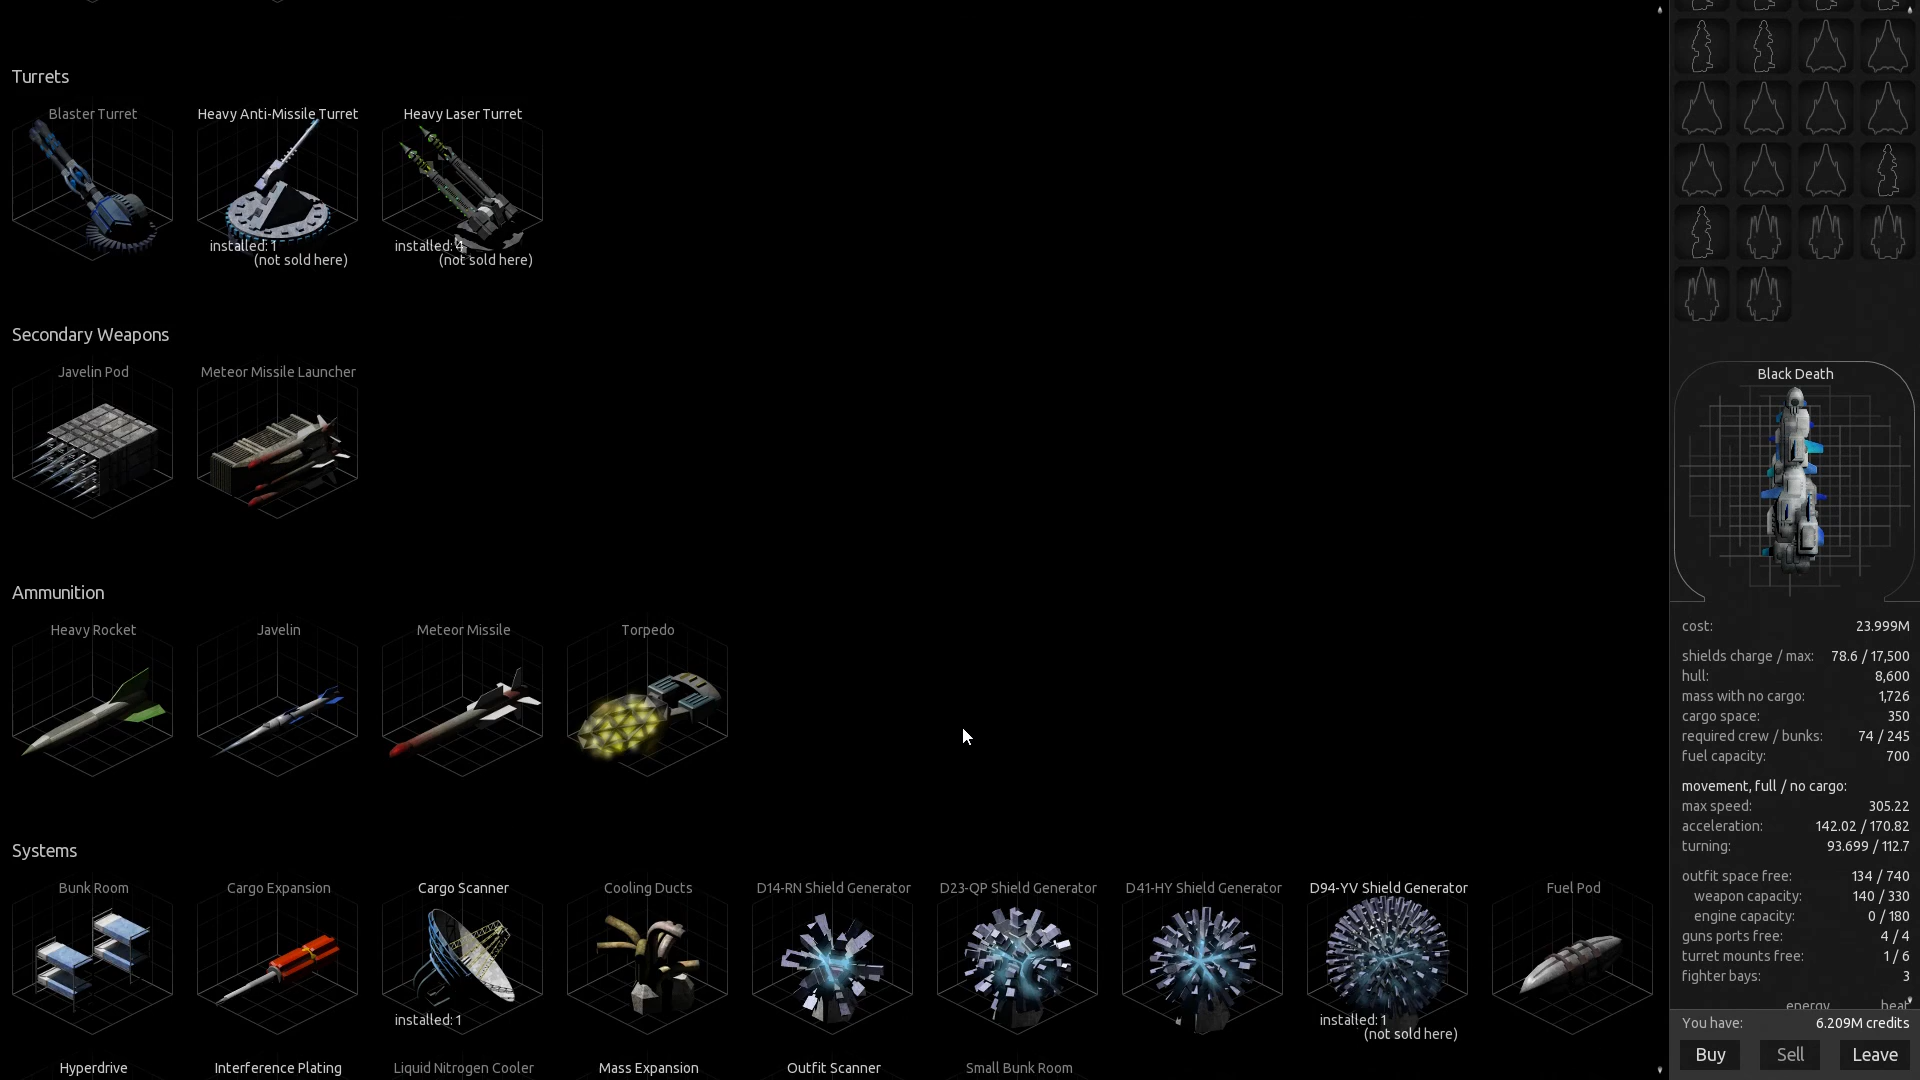 Turrets
Blaster Turret
Heavy Anti-Missile Turret
Heavy Laser Turret
installed: 1
(not sold here)
installed: 4
(not sold here)
Secondary Weapons
Javelin Pod
Meteor Missile Launcher
Ammunition
Heavy Rocket
Javelin
Meteor Missile
Torpedo
Systems
Bunk Room
Cargo Expansion
Cargo Scanner
Cooling Ducts
D14-RN Shield Generator
D23-QP Shield Generator
D41-HY Shield Generator
D94-YV Shield Generator
Fuel Pod
installed: 1
installed: 1
(not sold here)
Hyperdrive
Interference Plating
Liquid Nitrogen Cooler
Mass Expansion
Outfit Scanner
Small Bunk Room
Black Death
cost: 23.999M
shields charge / max: 78.6 / 17,500
hull: 8,600
mass with no cargo: 1,726
cargo space: 350
required crew / bunks: 74 / 245
fuel capacity: 700
movement, full / no cargo:
max speed: 305.22
acceleration: 142.02 / 170.82
turning: 93.699 / 112.7
outfit space free: 134 / 740
weapon capacity: 140 / 330
engine capacity: 0 / 180
guns ports free: 4 / 4
turret mounts free: 1 / 6
fighter bays: 3
energy heat
You have: 6.209M credits
Buy Sell Leave